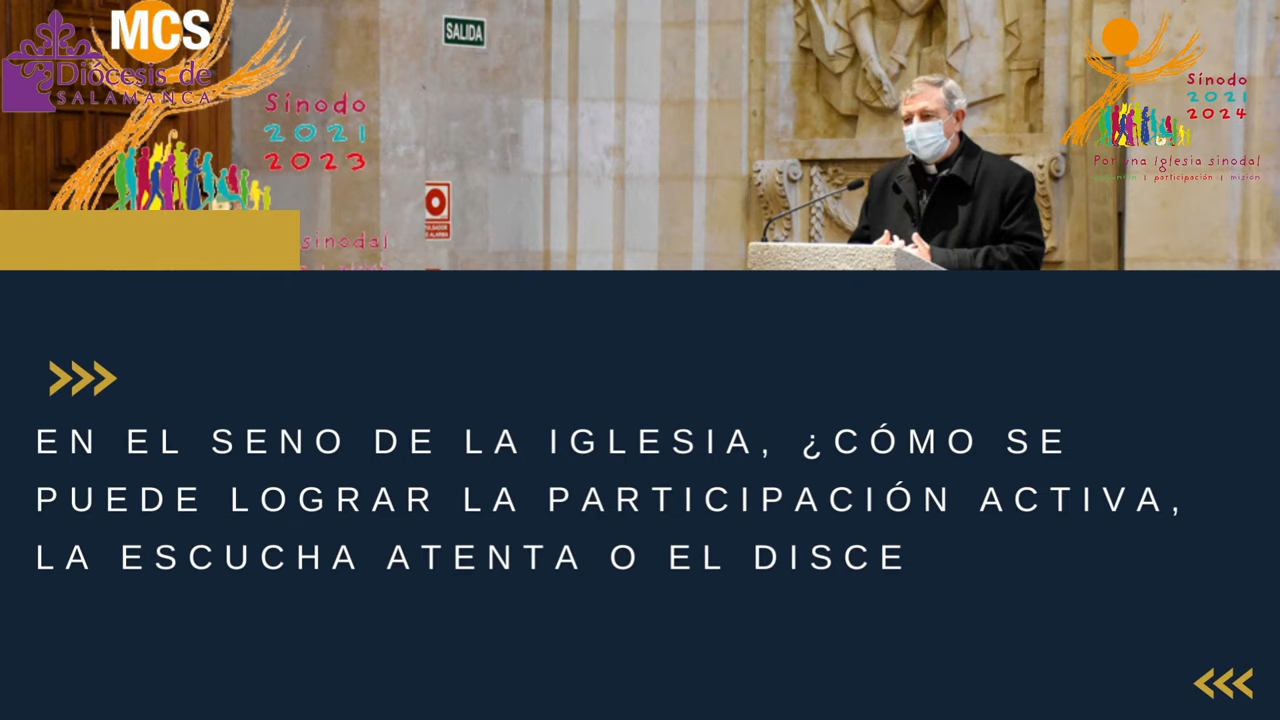 MCS
Diócesis de
SALAMANCA
Sínodo
2021
2023
sinodal
SALIDA
Sínodo
2021
2024
Por una Iglesia sinodal
comunión | participación | misión
EN EL SENO DE LA IGLESIA, ¿CÓMO SE
PUEDE LOGRAR LA PARTICIPACIÓN ACTIVA,
LA ESCUCHA ATENTA O EL DISCE